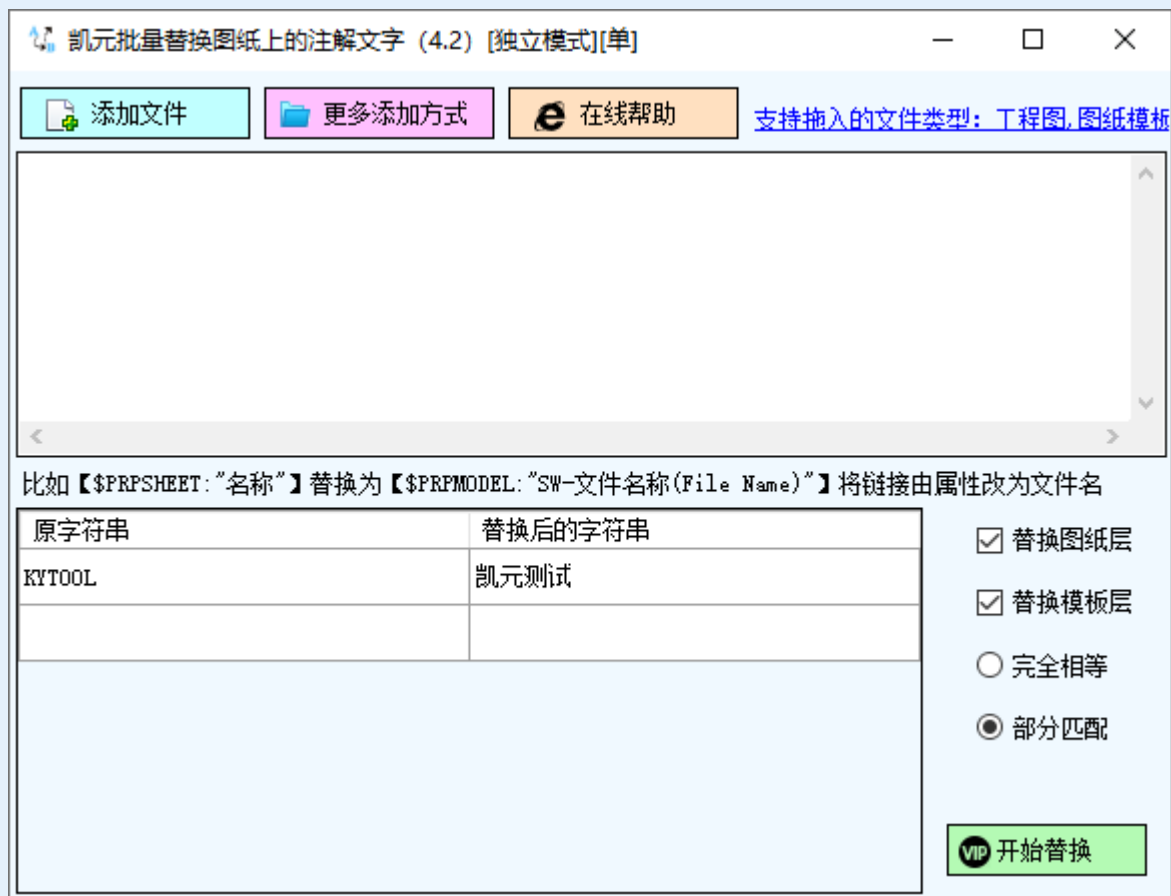 凯元批量替换图纸上的注解文字（4.2）[独立模式][单]
添加文件 更多添加方式 在线帮助 支持拖入的文件类型：工程图,图纸模板
比如【$PRPSHEET:"名称"】替换为【$PRPMODEL:"SW-文件名称(File Name)"】将链接由属性改为文件名
原字符串 替换后的字符串
KYTOOL 凯元测试
替换图纸层
替换模板层
完全相等
部分匹配
VIP 开始替换